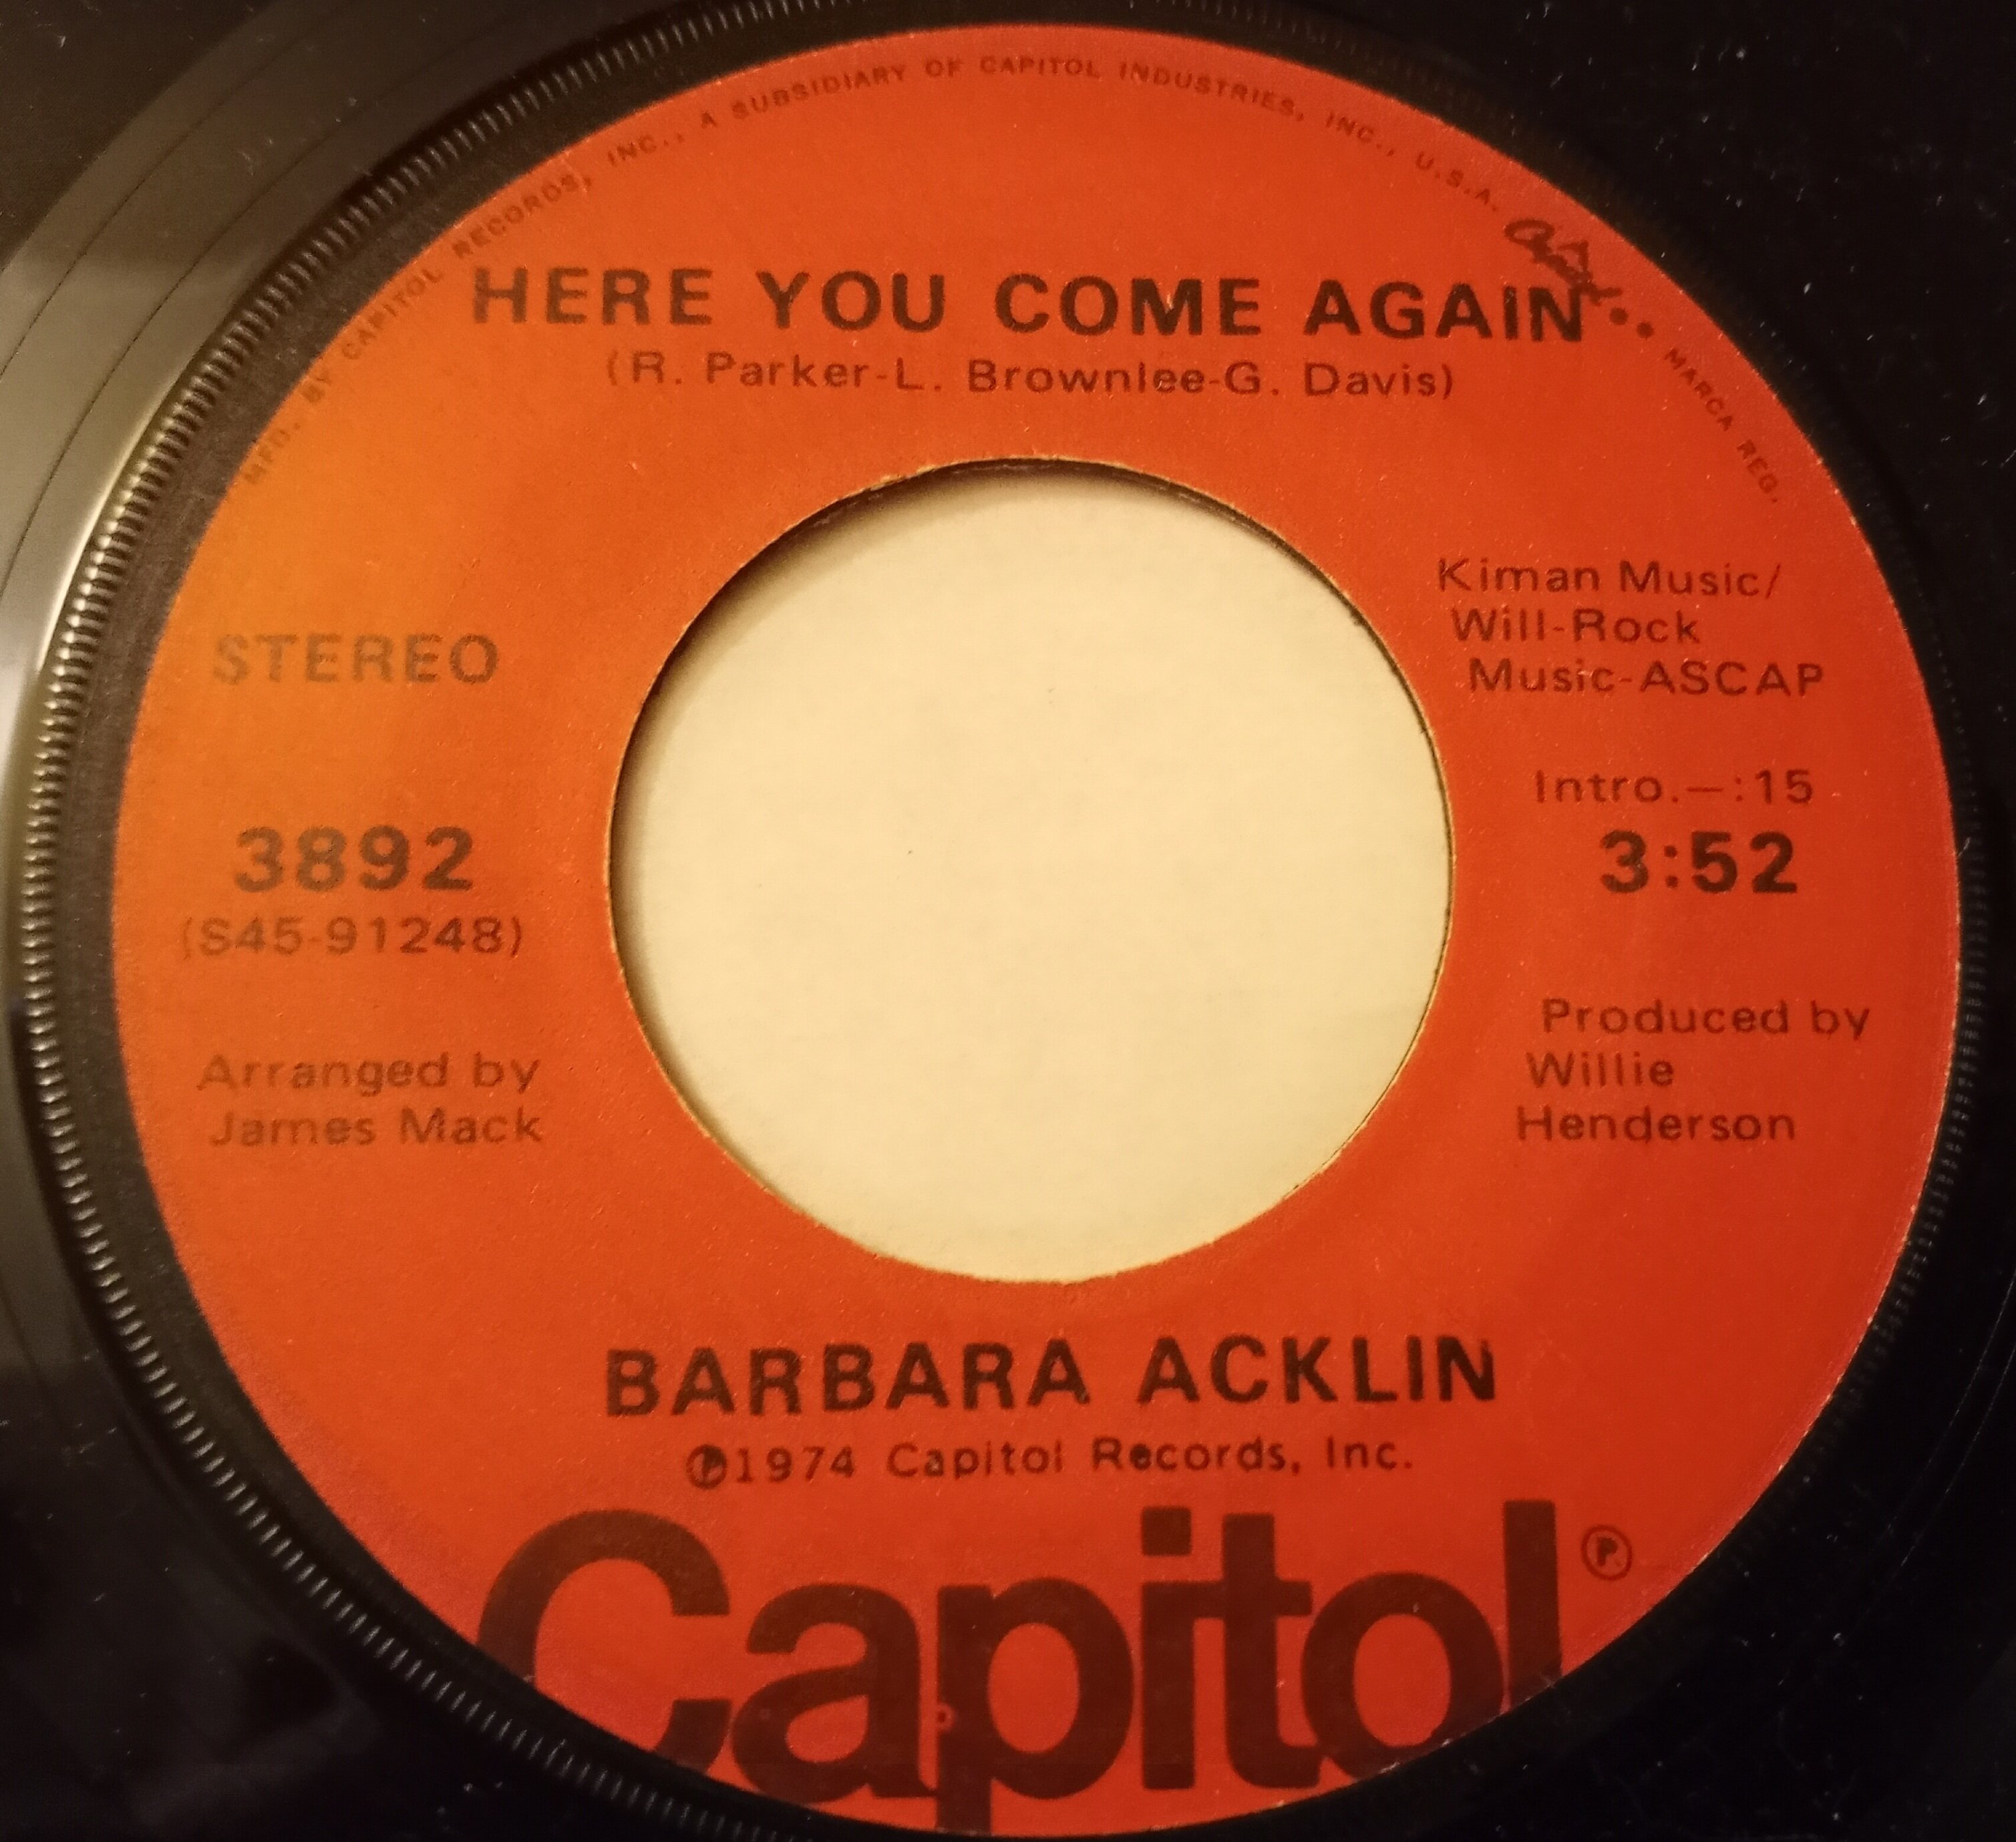 MFD. BY CAPITOL RECORDS, INC., A SUBSIDIARY OF CAPITOL INDUSTRIES, INC., U.S.A. Capitol • MARCA REG.
HERE YOU COME AGAIN
(R. Parker-L. Brownlee-G. Davis)
STEREO
3892
(S45-91248)
Arranged by
James Mack
Kiman Music/
Will-Rock
Music-ASCAP
Intro.—:15
3:52
Produced by
Willie
Henderson
BARBARA ACKLIN
℗1974 Capitol Records, Inc.
Capitol ®